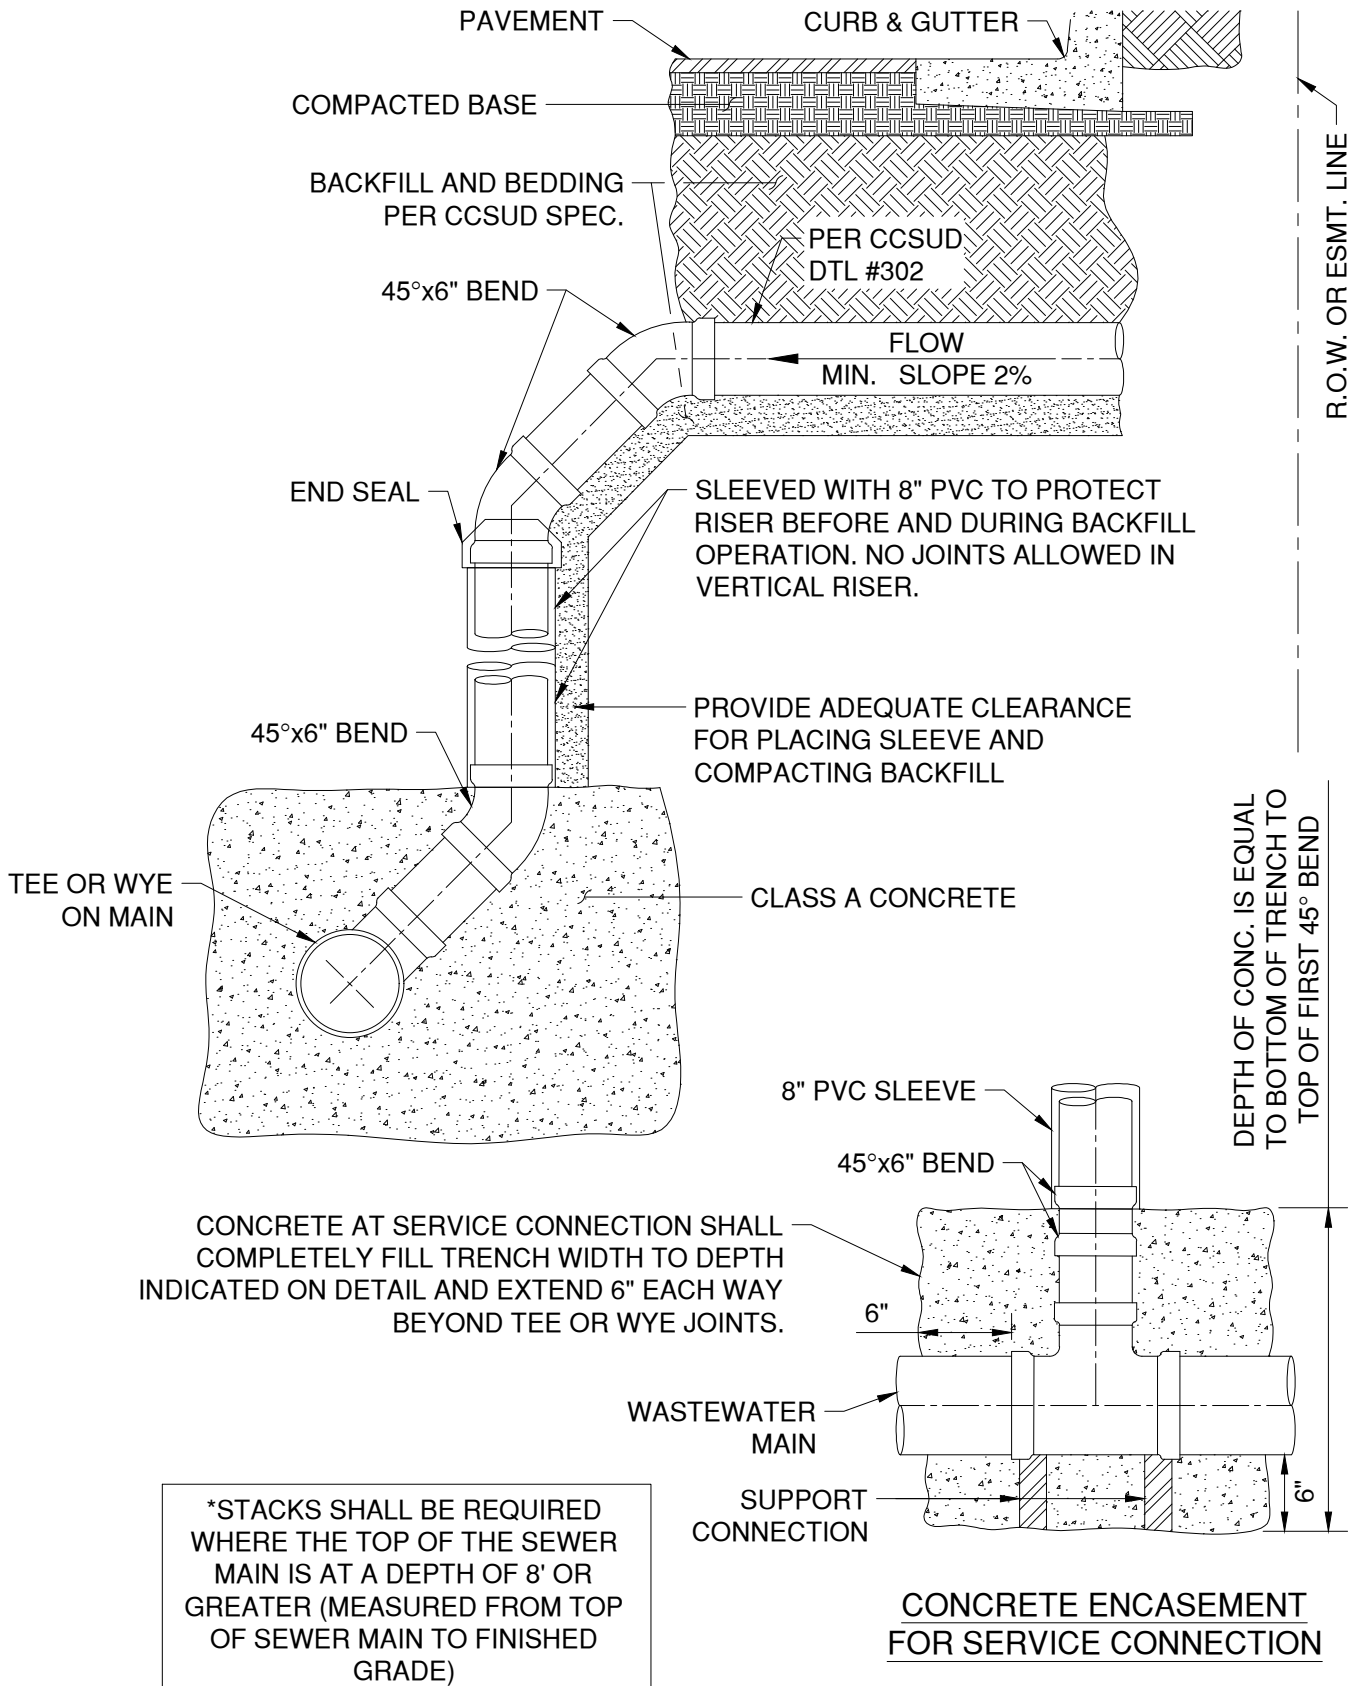 PAVEMENT
CURB & GUTTER
COMPACTED BASE
R.O.W. OR ESMT. LINE
BACKFILL AND BEDDING
PER CCSUD SPEC.
PER CCSUD
DTL #302
45°x6" BEND
FLOW
MIN. SLOPE 2%
END SEAL
SLEEVED WITH 8" PVC TO PROTECT
RISER BEFORE AND DURING BACKFILL
OPERATION. NO JOINTS ALLOWED IN
VERTICAL RISER.
45°x6" BEND
PROVIDE ADEQUATE CLEARANCE
FOR PLACING SLEEVE AND
COMPACTING BACKFILL
TEE OR WYE
ON MAIN
CLASS A CONCRETE
DEPTH OF CONC. IS EQUAL
TO BOTTOM OF TRENCH TO
TOP OF FIRST 45° BEND
8" PVC SLEEVE
45°x6" BEND
CONCRETE AT SERVICE CONNECTION SHALL
COMPLETELY FILL TRENCH WIDTH TO DEPTH
INDICATED ON DETAIL AND EXTEND 6" EACH WAY
BEYOND TEE OR WYE JOINTS.
6"
WASTEWATER
MAIN
SUPPORT
CONNECTION
6"
*STACKS SHALL BE REQUIRED
WHERE THE TOP OF THE SEWER
MAIN IS AT A DEPTH OF 8' OR
GREATER (MEASURED FROM TOP
OF SEWER MAIN TO FINISHED
GRADE)
CONCRETE ENCASEMENT
FOR SERVICE CONNECTION